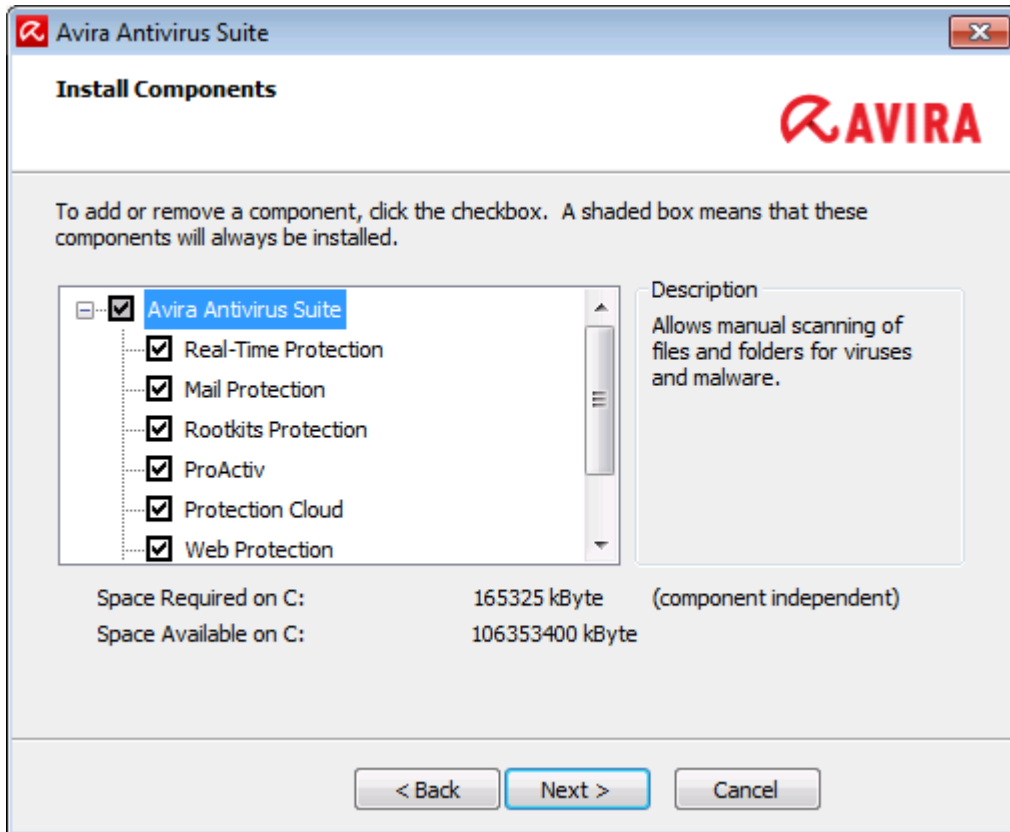 Avira Antivirus Suite
Install Components
AVIRA
To add or remove a component, click the checkbox.  A shaded box means that these
components will always be installed.
Avira Antivirus Suite
Real-Time Protection
Mail Protection
Rootkits Protection
ProActiv
Protection Cloud
Web Protection
Description
Allows manual scanning of
files and folders for viruses
and malware.
Space Required on C: 165325 kByte (component independent)
Space Available on C: 106353400 kByte
< Back Next > Cancel